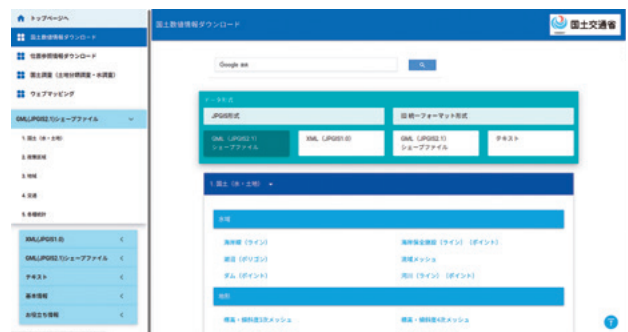 トップページへ
国土数値情報ダウンロード
位置参照情報ダウンロード
国土調査（土地分類調査・水調査）
ウェブマッピング
GML(JPGIS2.1)シェープファイル
1. 国土（水・土地）
2. 政策区域
3. 地域
4. 交通
5. 各種統計
XML(JPGIS1.0)
GML(JPGIS2.1)シェープファイル
テキスト
基本情報
お役立ち情報
国土数値情報ダウンロード
国土交通省
Google
データ形式
JPGIS形式
旧統一フォーマット形式
GML（JPGIS2.1）
シェープファイル
XML（JPGIS1.0）
GML（JPGIS2.1）
シェープファイル
テキスト
1. 国土（水・土地）
水域
海岸線（ライン）
海岸保全施設（ライン）（ポイント）
湖沼（ポリゴン）
流域メッシュ
ダム（ポイント）
河川（ライン）（ポイント）
地形
標高・傾斜度3次メッシュ
標高・傾斜度4次メッシュ